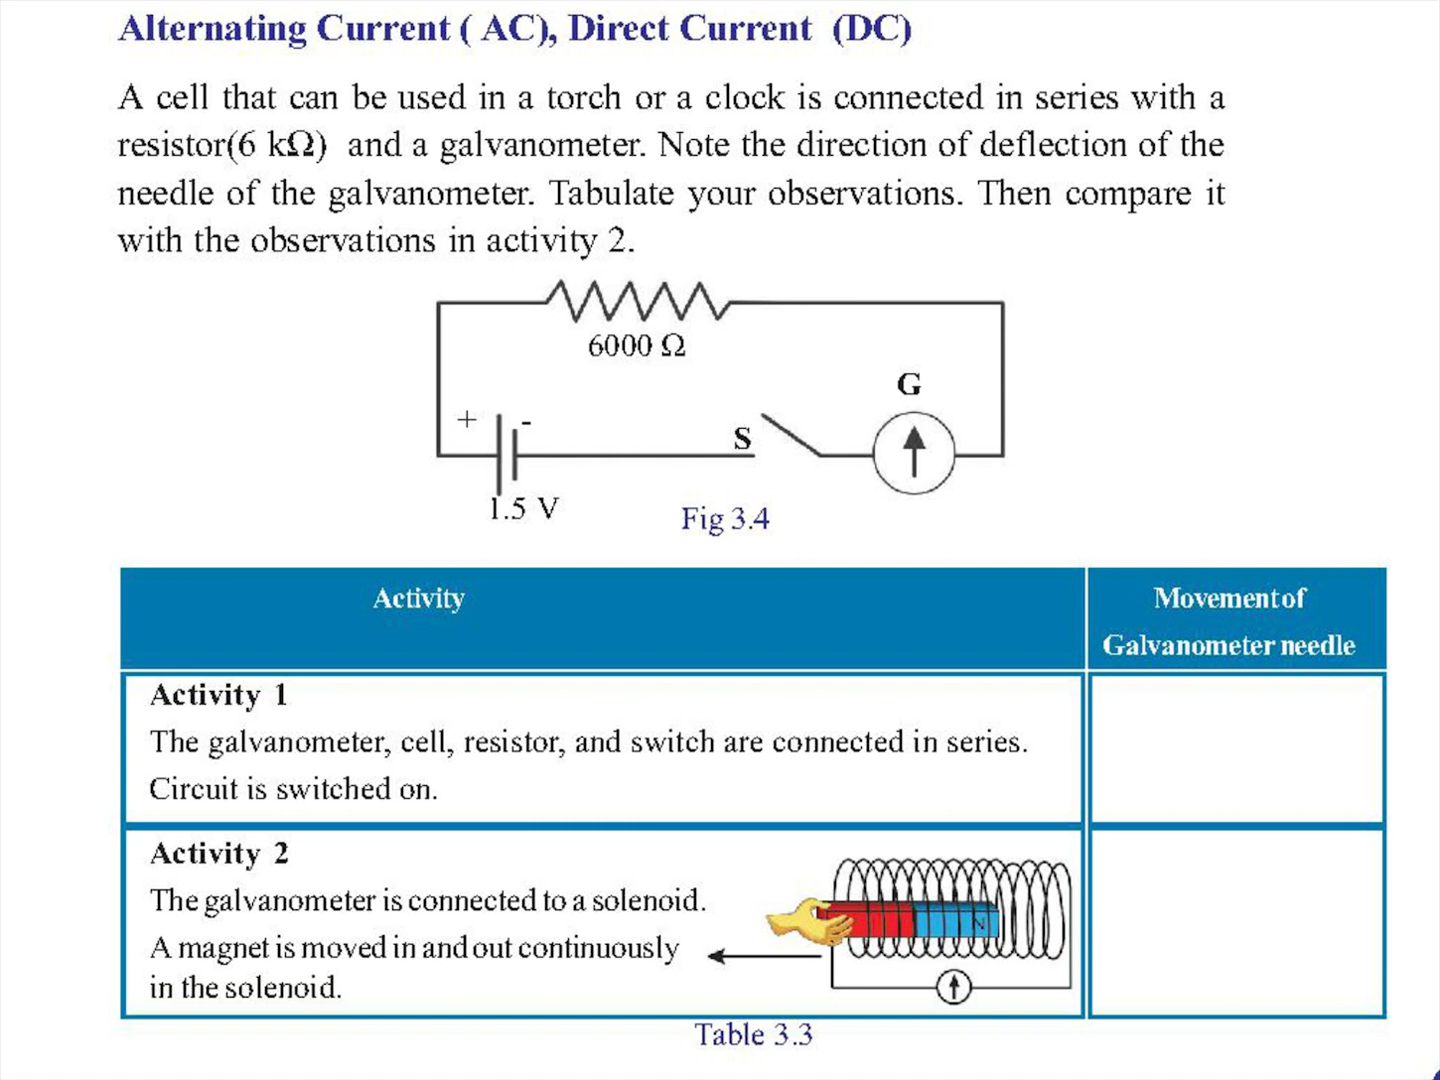 Alternating Current ( AC), Direct Current (DC)
A cell that can be used in a torch or a clock is connected in series with a
resistor(6 kΩ) and a galvanometer. Note the direction of deflection of the
needle of the galvanometer. Tabulate your observations. Then compare it
with the observations in activity 2.
6000 Ω
G
+ -
S
1.5 V
Fig 3.4
Activity
Movement of
Galvanometer needle
Activity 1
The galvanometer, cell, resistor, and switch are connected in series.
Circuit is switched on.
Activity 2
The galvanometer is connected to a solenoid.
A magnet is moved in and out continuously
in the solenoid.
N
Table 3.3